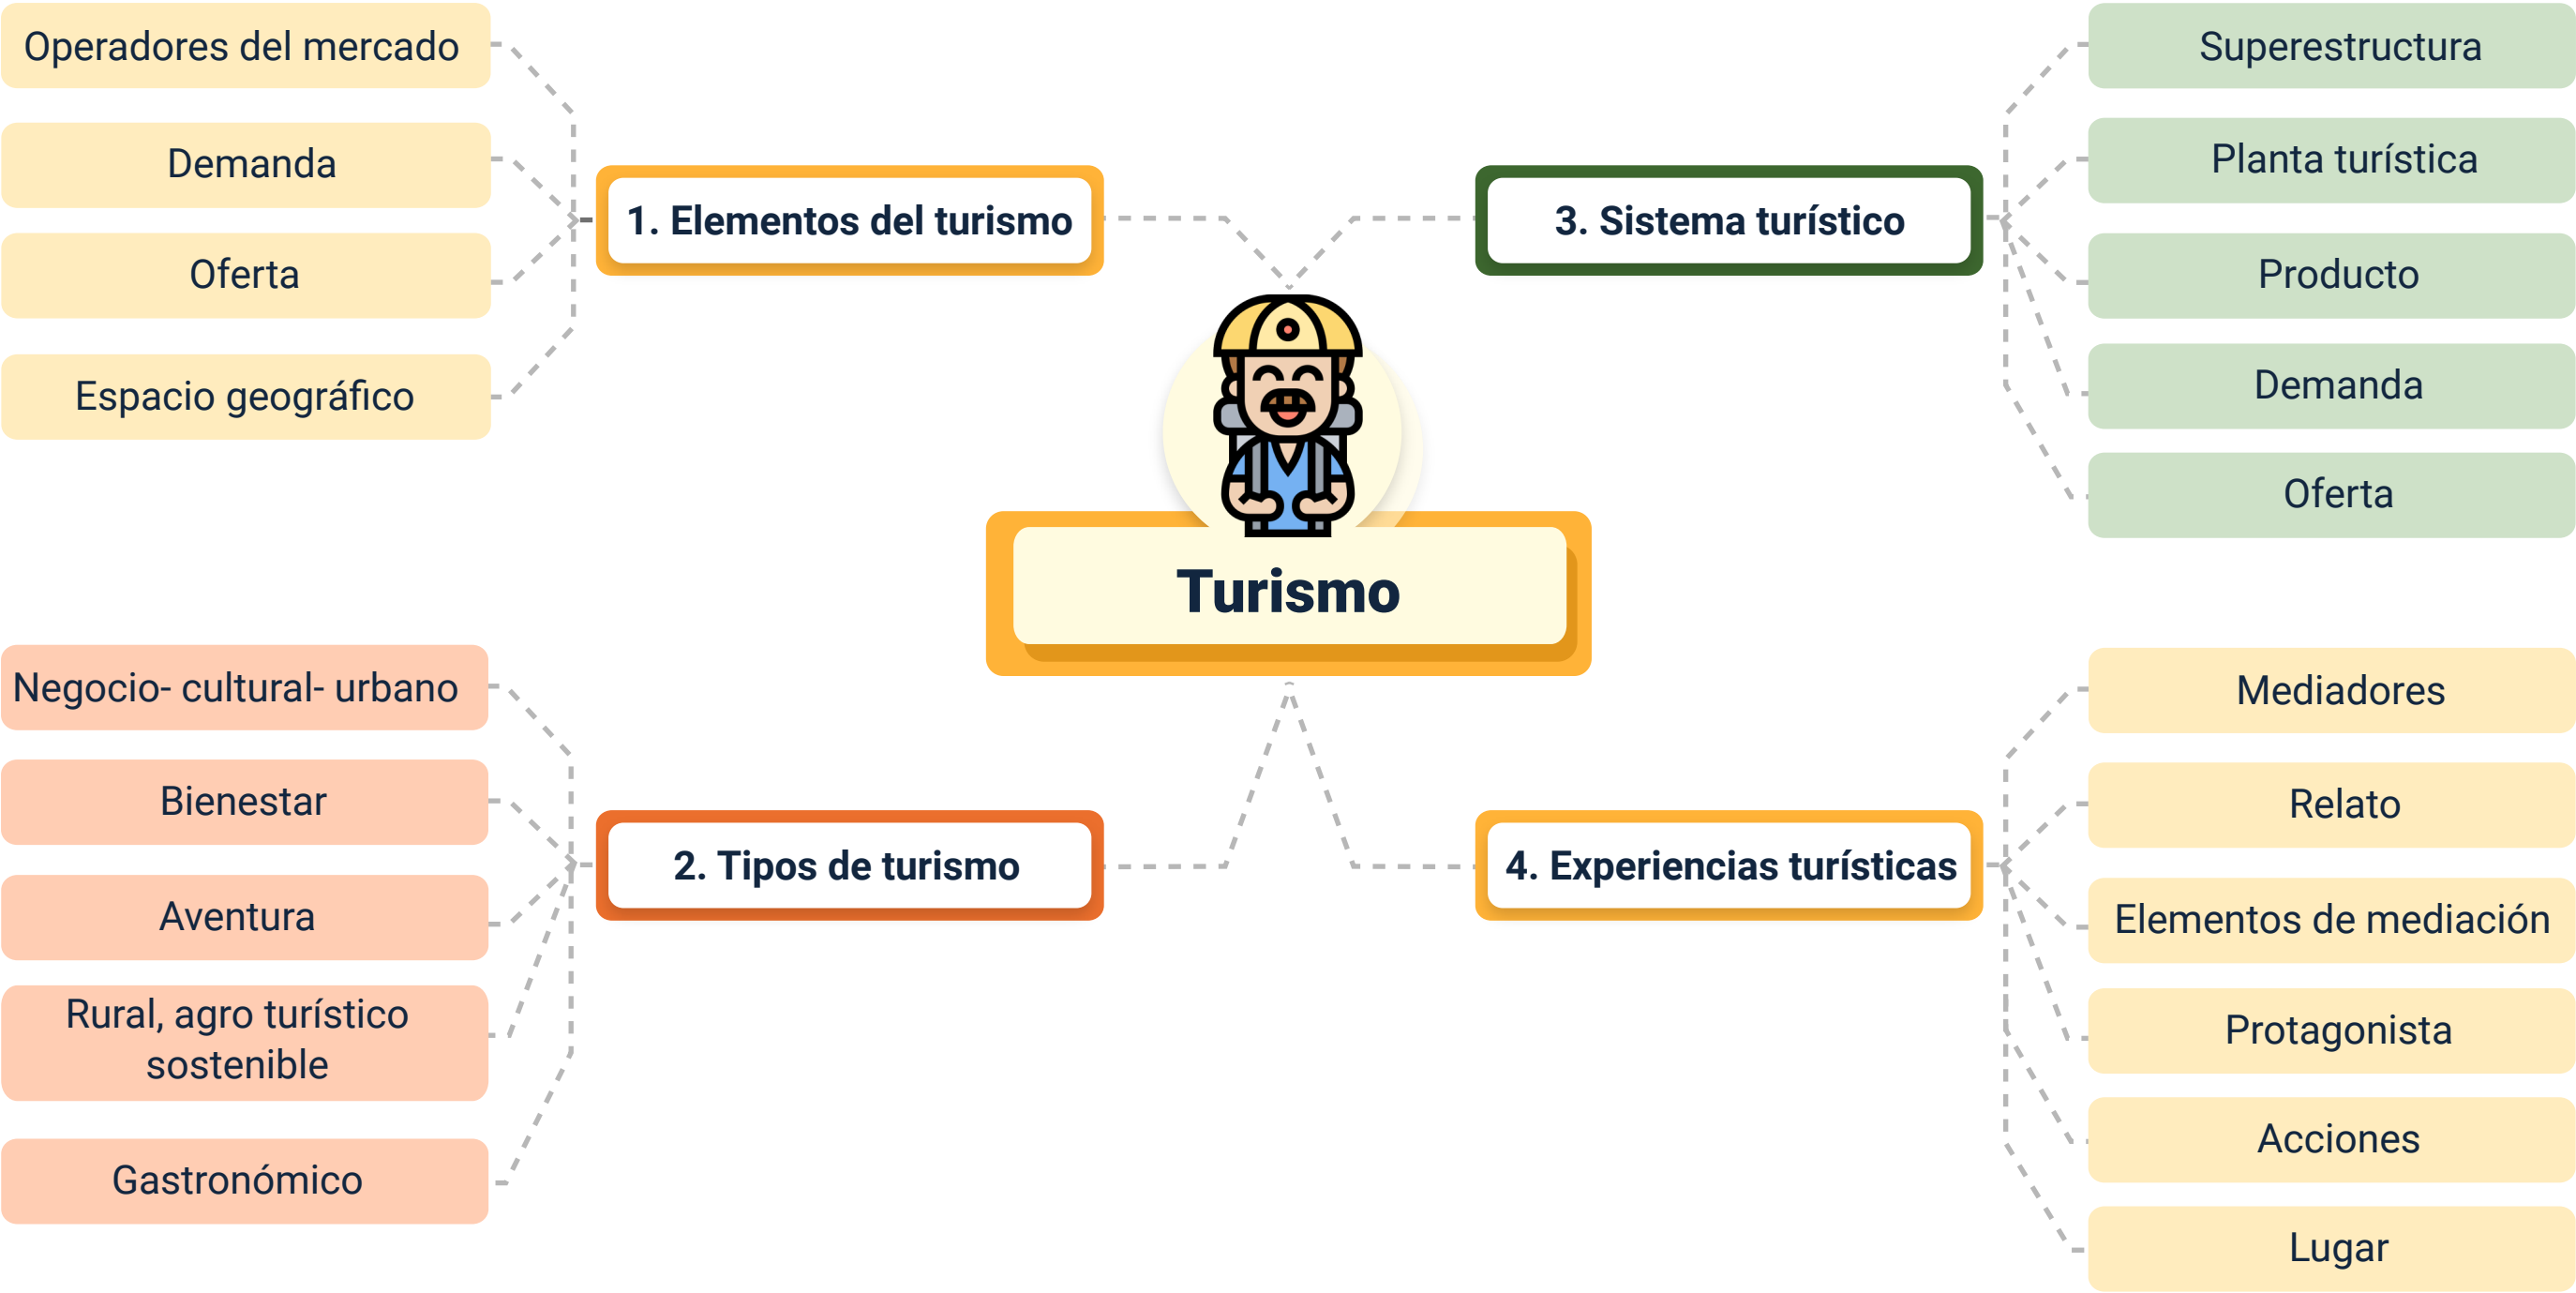 Turismo
1. Elementos del turismo
Operadores del mercado
Demanda
Oferta
Espacio geográfico
2. Tipos de turismo
Negocio- cultural- urbano
Bienestar
Aventura
Rural, agro turístico
sostenible
Gastronómico
3. Sistema turístico
Superestructura
Planta turística
Producto
Demanda
Oferta
4. Experiencias turísticas
Mediadores
Relato
Elementos de mediación
Protagonista
Acciones
Lugar